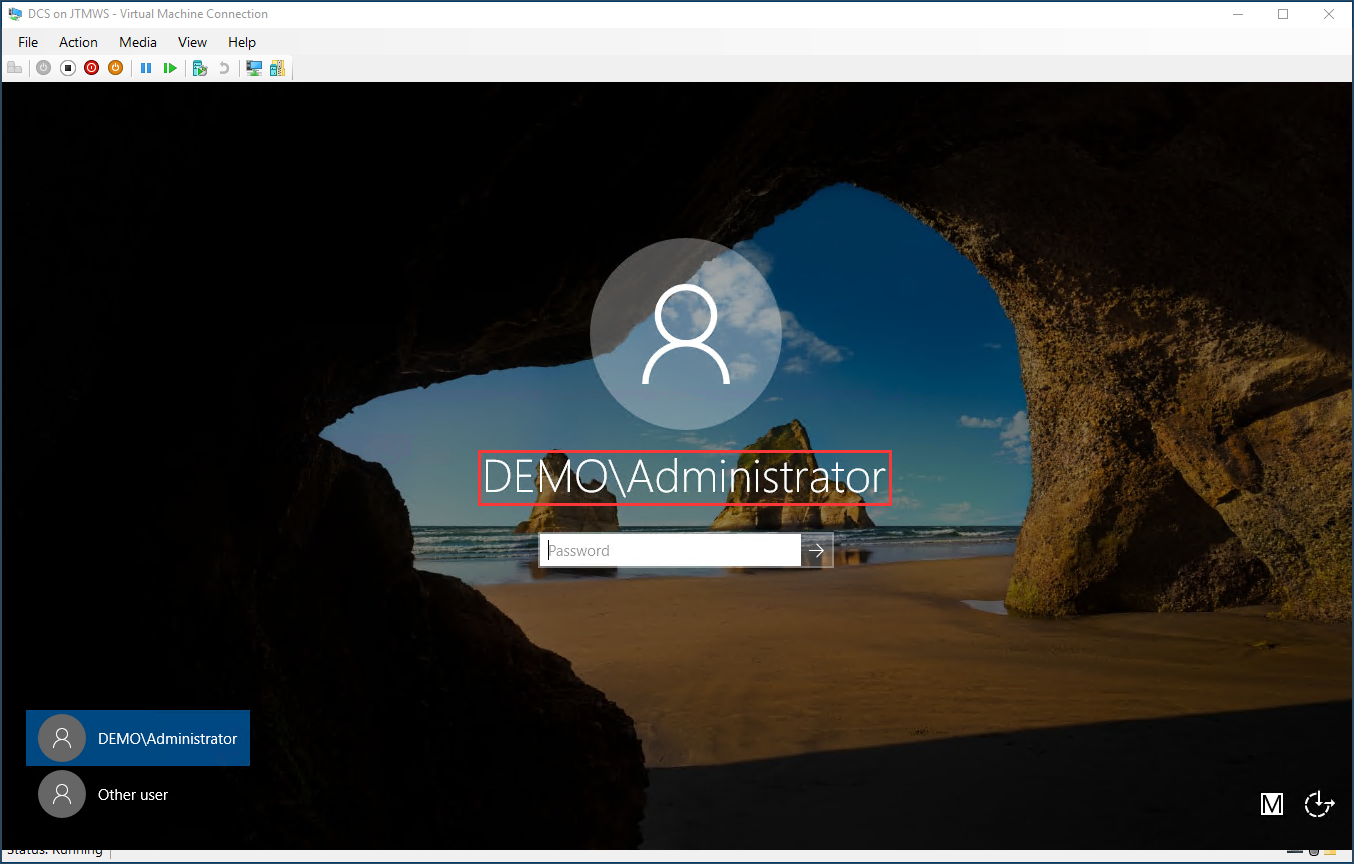 DCS on JTMWS - Virtual Machine Connection
File Action Media View Help
DEMO\Administrator
Password
DEMO\Administrator
Other user
M
Status: Running